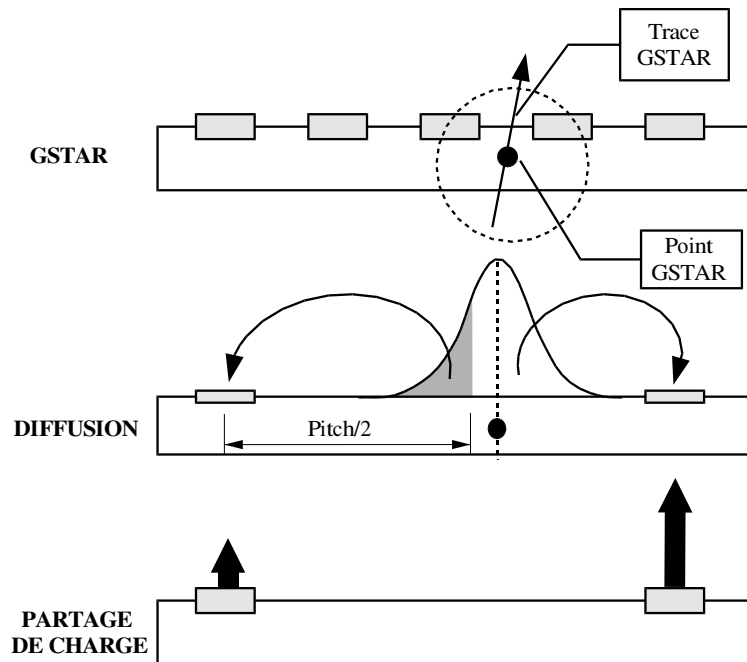 Trace
GSTAR
GSTAR
Point
GSTAR
DIFFUSION
Pitch/2
PARTAGE
DE CHARGE